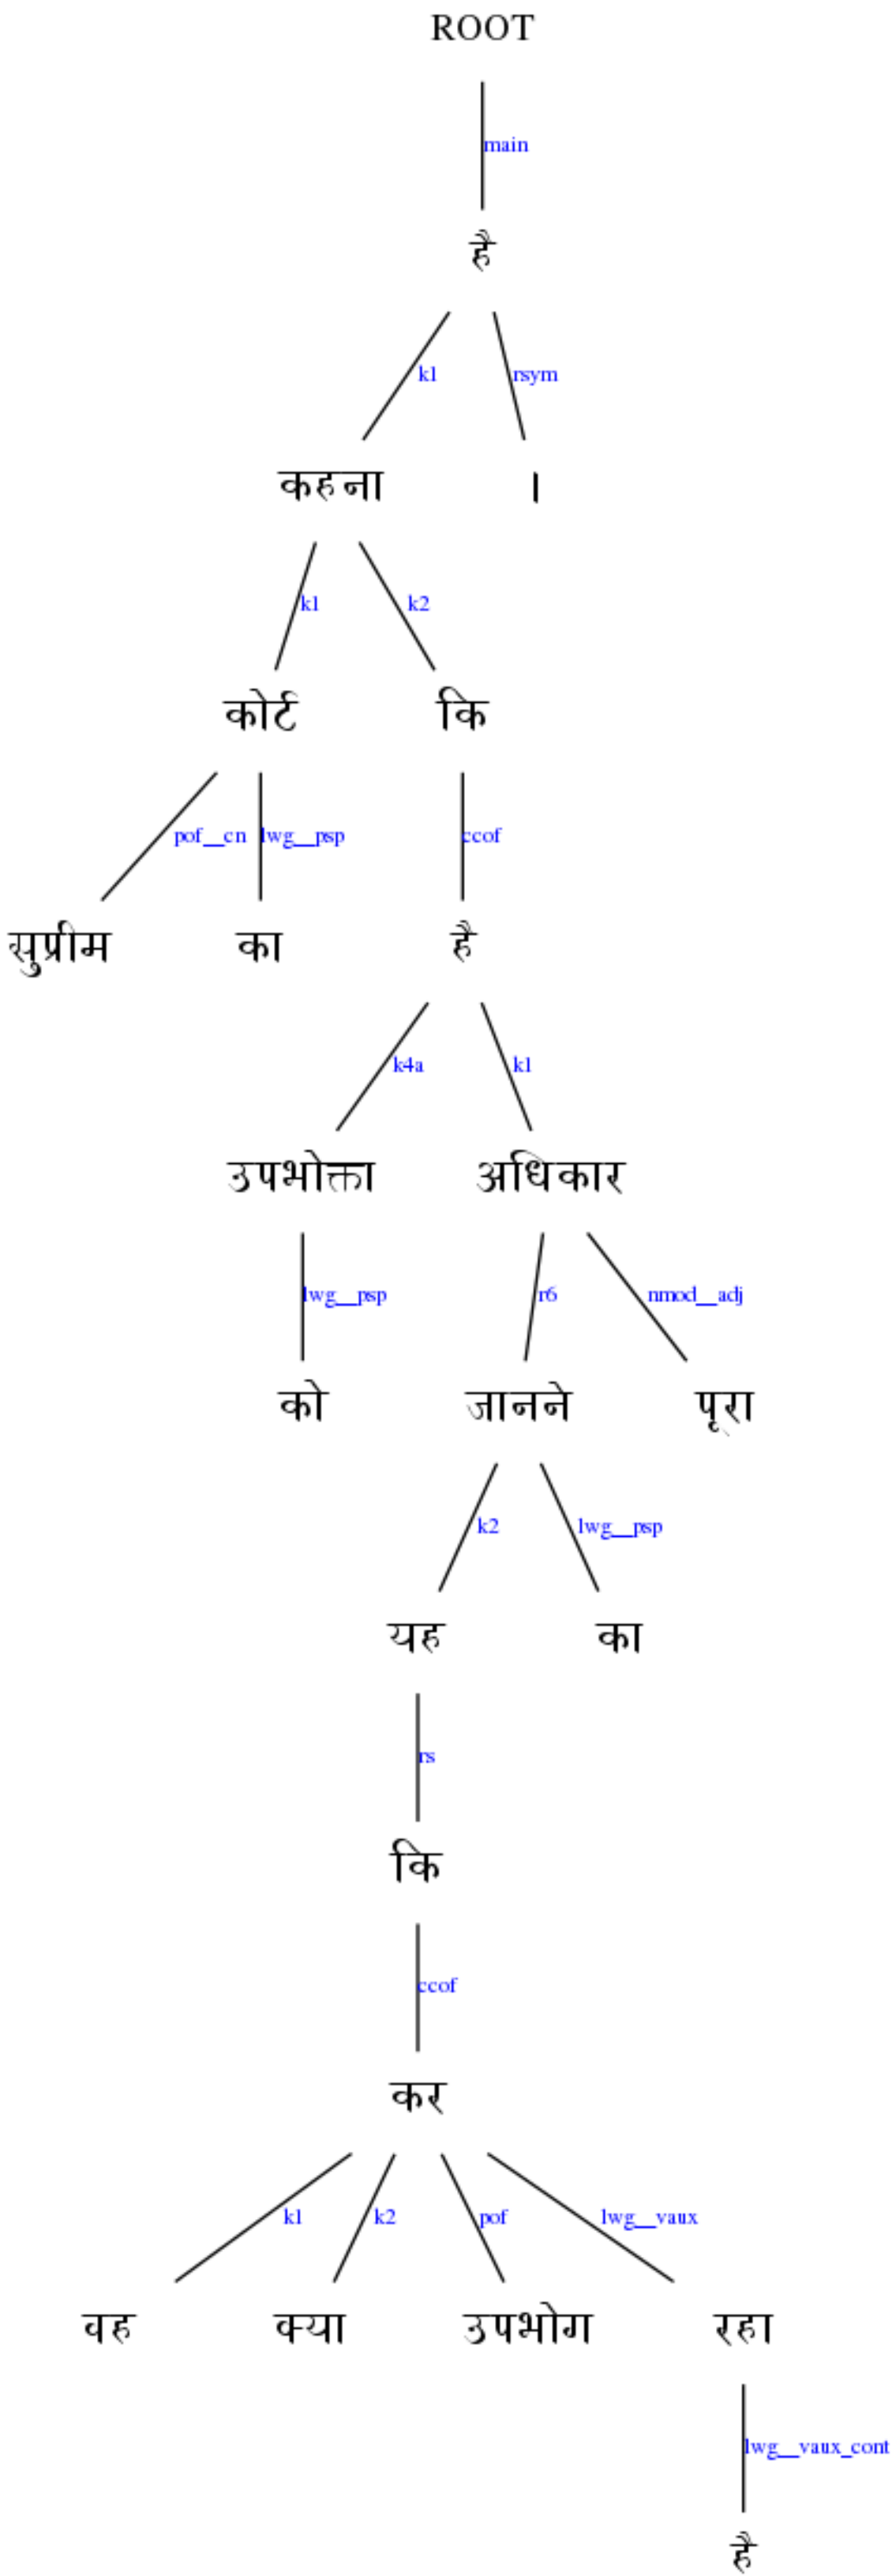 ROOT
main
है
k1 rsym
कहना ।
k1 k2
कोर्ट कि
pof__cn lwg__psp ccof
सुप्रीम का है
k4a k1
उपभोक्ता अधिकार
lwg__psp r6 nmod__adj
को जानने पूरा
k2 lwg__psp
यह का
rs
कि
ccof
कर
k1 k2 pof lwg__vaux
वह क्या उपभोग रहा
lwg__vaux_cont
है